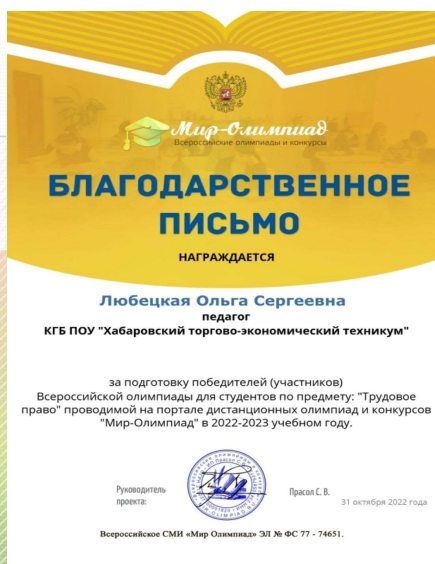 Мир-Олимпиад
Всероссийские олимпиады и конкурсы
БЛАГОДАРСТВЕННОЕ
ПИСЬМО
НАГРАЖДАЕТСЯ
Любецкая Ольга Сергеевна
педагог
КГБ ПОУ "Хабаровский торгово-экономический техникум"
за подготовку победителей (участников)
Всероссийской олимпиады для студентов по предмету: "Трудовое
право" проводимой на портале дистанционных олимпиад и конкурсов
"Мир-Олимпиад" в 2022-2023 учебном году.
Руководитель
проекта:
Прасол С. В.
31 октября 2022 года
Всероссийское СМИ «Мир Олимпиад» ЭЛ № ФС 77 - 74651.